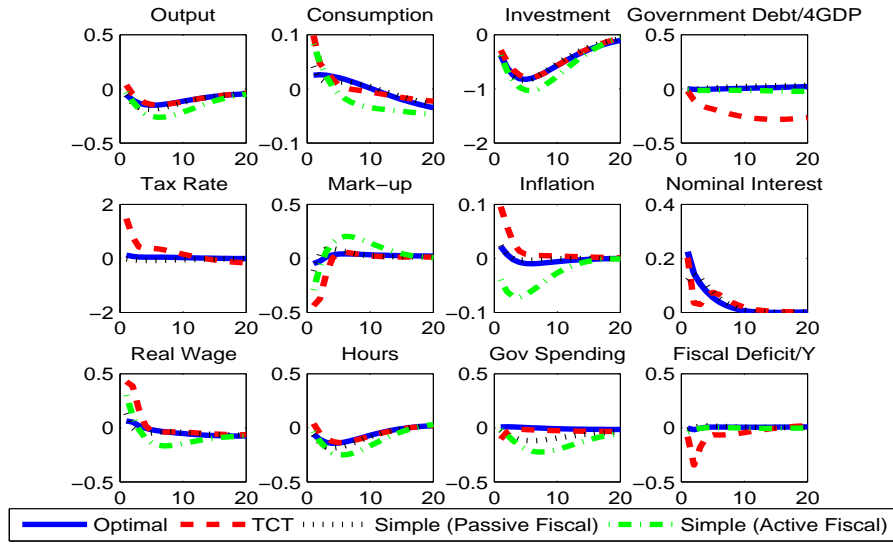 Output Consumption Investment Government Debt/4GDP
0.5 0.1 0 0.5
0 0 −1 0
−0.5 −0.1 −2 −0.5
0 10 20 0 10 20 0 10 20 0 10 20
Tax Rate Mark−up Inflation Nominal Interest
2 0.5 0.1 0.4
0 0 0 0.2
−2 −0.5 −0.1 0
0 10 20 0 10 20 0 10 20 0 10 20
Real Wage Hours Gov Spending Fiscal Deficit/Y
0.5 0.5 0.5 0.5
0 0 0 0
−0.5 −0.5 −0.5 −0.5
0 10 20 0 10 20 0 10 20 0 10 20
Optimal TCT Simple (Passive Fiscal) Simple (Active Fiscal)